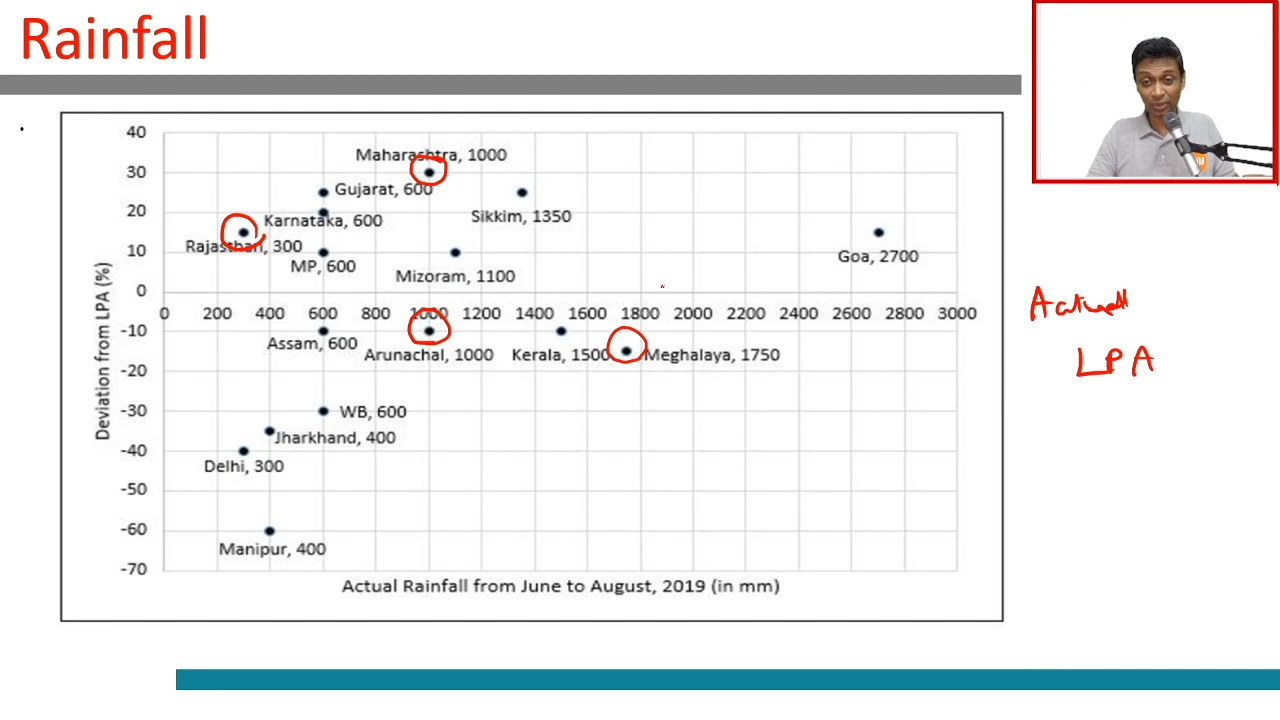 Rainfall
40
Maharashtra, 1000
30
Gujarat, 600
20
Karnataka, 600
Sikkim, 1350
Rajasthan, 300
10
MP, 600
Mizoram, 1100
Goa, 2700
0
0 200 400 600 800 1000 1200 1400 1600 1800 2000 2200 2400 2600 2800 3000
-10
Assam, 600
Arunachal, 1000
Kerala, 1500
Meghalaya, 1750
-20
-30
WB, 600
Jharkhand, 400
-40
Delhi, 300
-50
-60
Manipur, 400
-70
Deviation from LPA (%)
Actual Rainfall from June to August, 2019 (in mm)
Actual
LPA